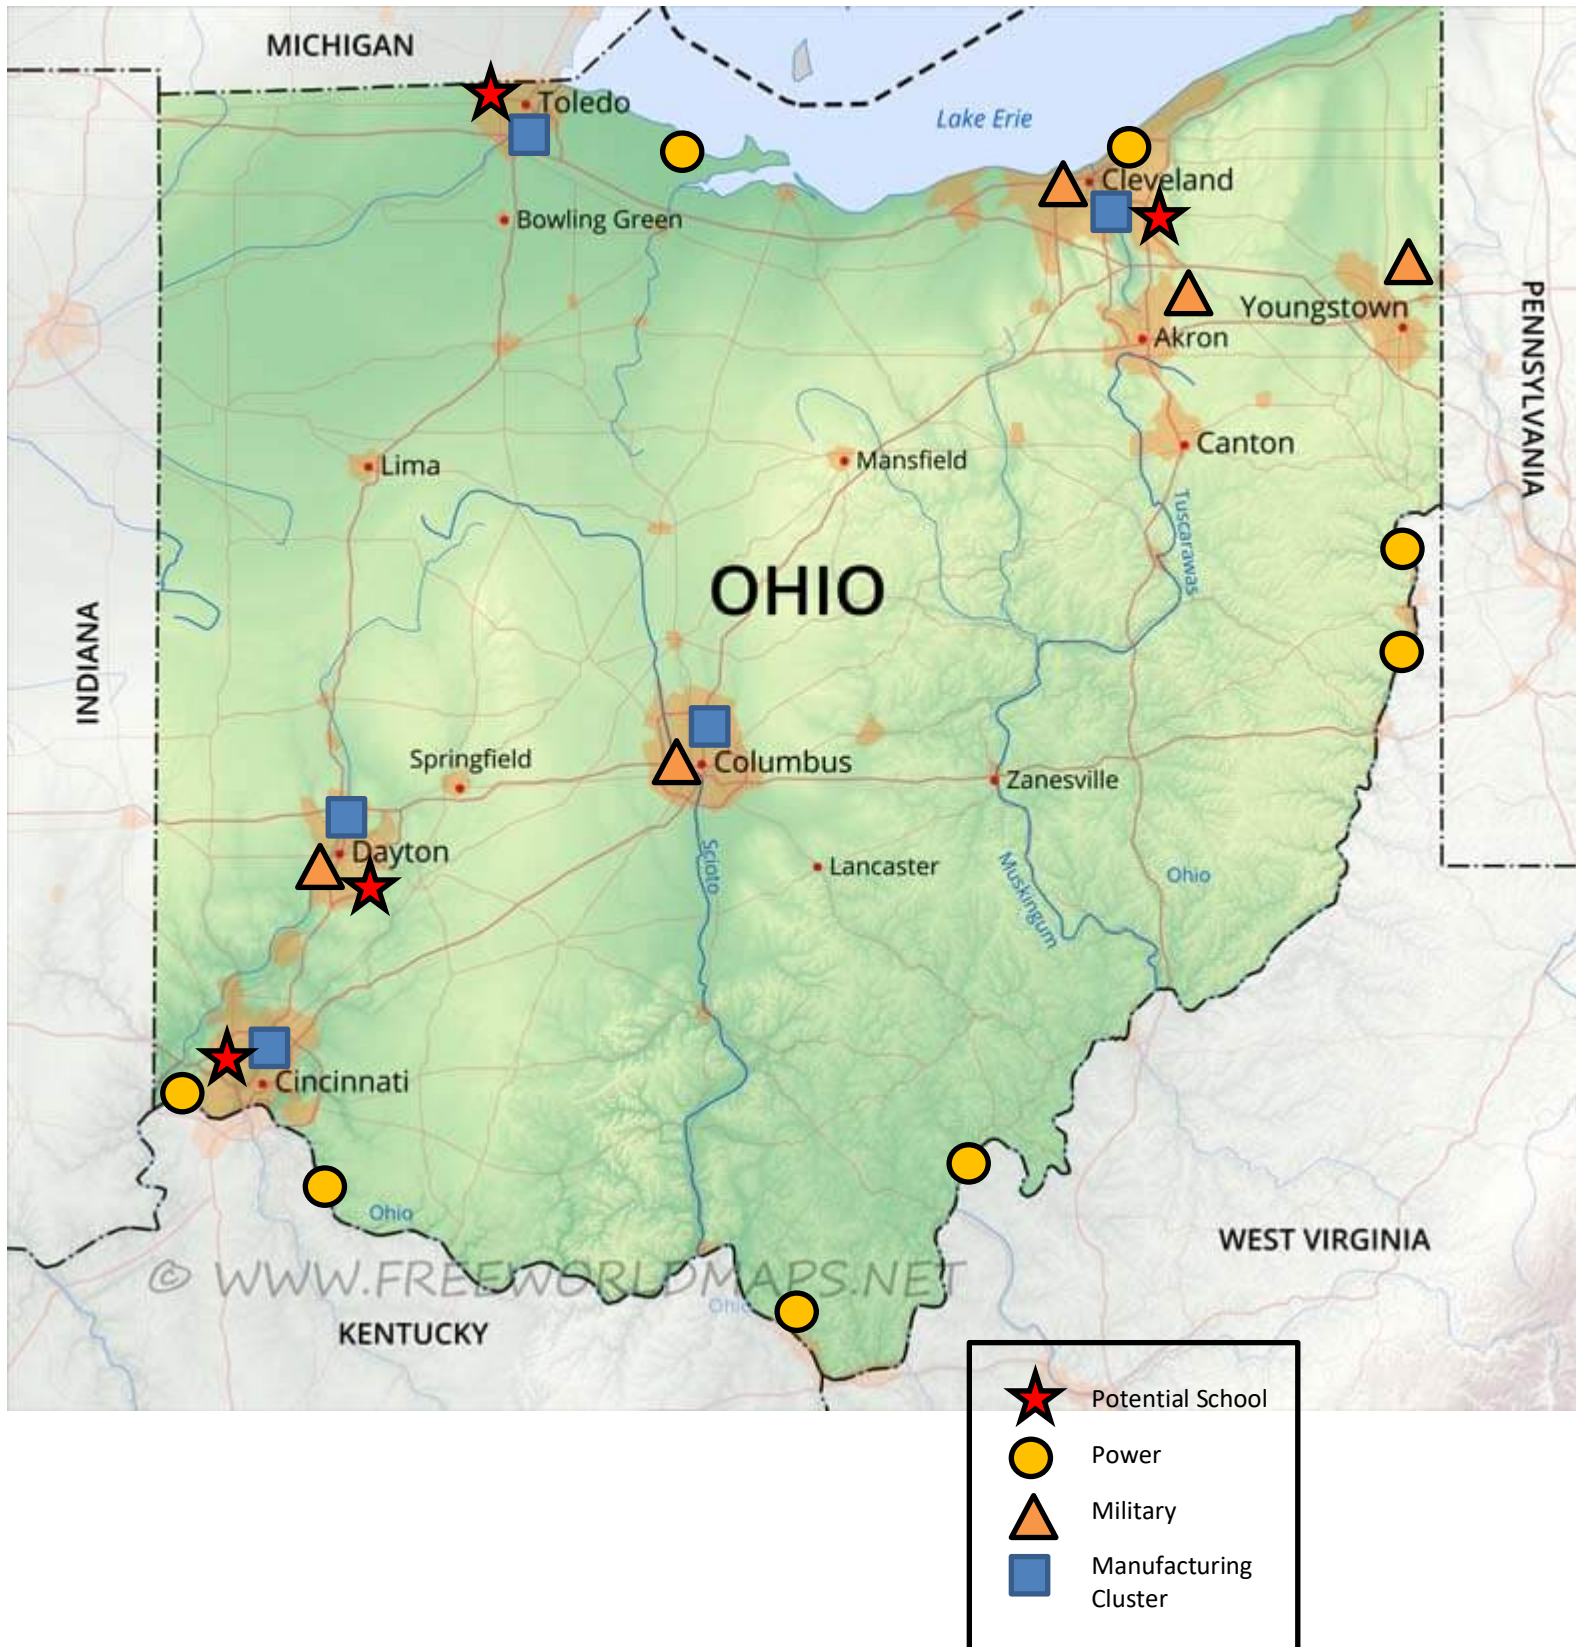 MICHIGAN
Toledo
Lake Erie
Cleveland
Bowling Green
Youngstown
Akron
PENNSYLVANIA
Canton
Lima
Mansfield
Tuscarawas
OHIO
INDIANA
Springfield
Columbus
Zanesville
Dayton
Scioto
Lancaster
Muskingum
Ohio
Cincinnati
Ohio
WEST VIRGINIA
© WWW.FREEWORLDMAPS.NET
Ohio
KENTUCKY
Potential School
Power
Military
Manufacturing
Cluster